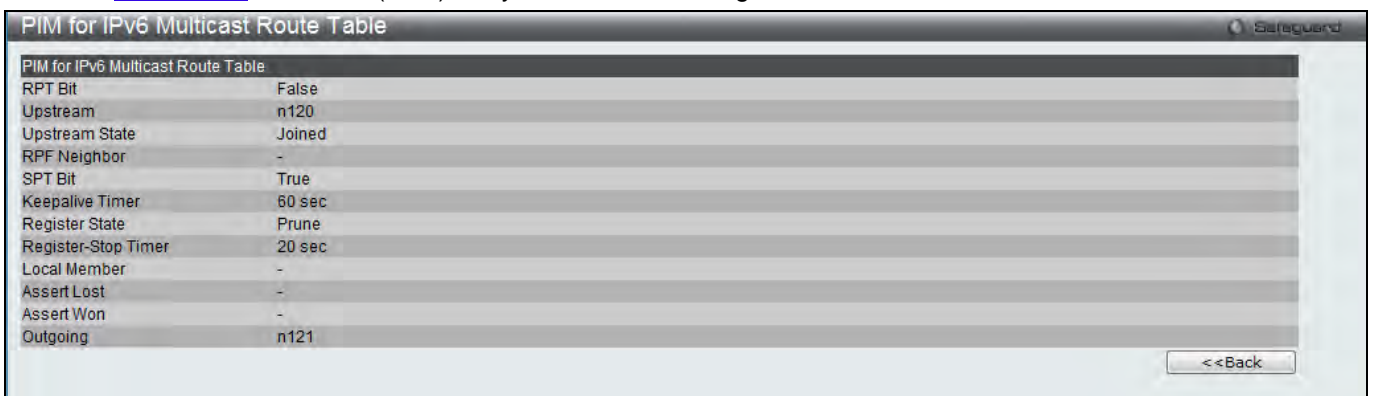 PIM for IPv6 Multicast Route Table
Safeguard
PIM for IPv6 Multicast Route Table
RPT Bit False
Upstream n120
Upstream State Joined
RPF Neighbor -
SPT Bit True
Keepalive Timer 60 sec
Register State Prune
Register-Stop Timer 20 sec
Local Member -
Assert Lost -
Assert Won -
Outgoing n121
<<Back